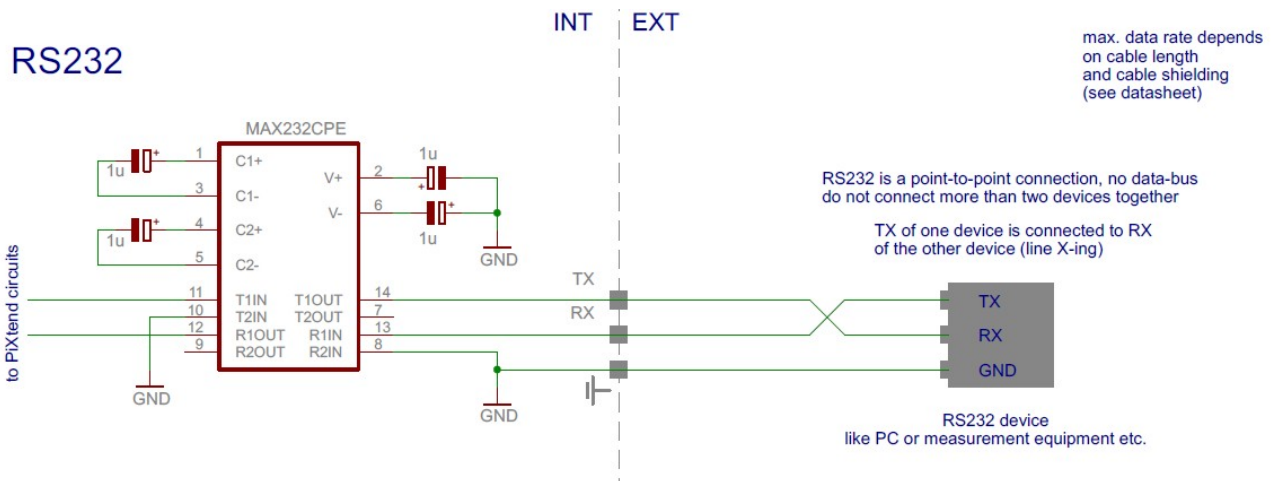 INT EXT
RS232
max. data rate depends
on cable length
and cable shielding
(see datasheet)
MAX232CPE
1u
+
1
C1+
3
C1-
1u
+
4
C2+
5
C2-
V+
2
1u
+
V-
6
+
1u
GND
RS232 is a point-to-point connection, no data-bus
do not connect more than two devices together
TX of one device is connected to RX
of the other device (line X-ing)
to PiXtend circuits
11 T1IN T1OUT 14
10 T2IN T2OUT 7
12 R1OUT R1IN 13
9 R2OUT R2IN 8
TX
RX
GND
GND
TX
RX
GND
RS232 device
like PC or measurement equipment etc.